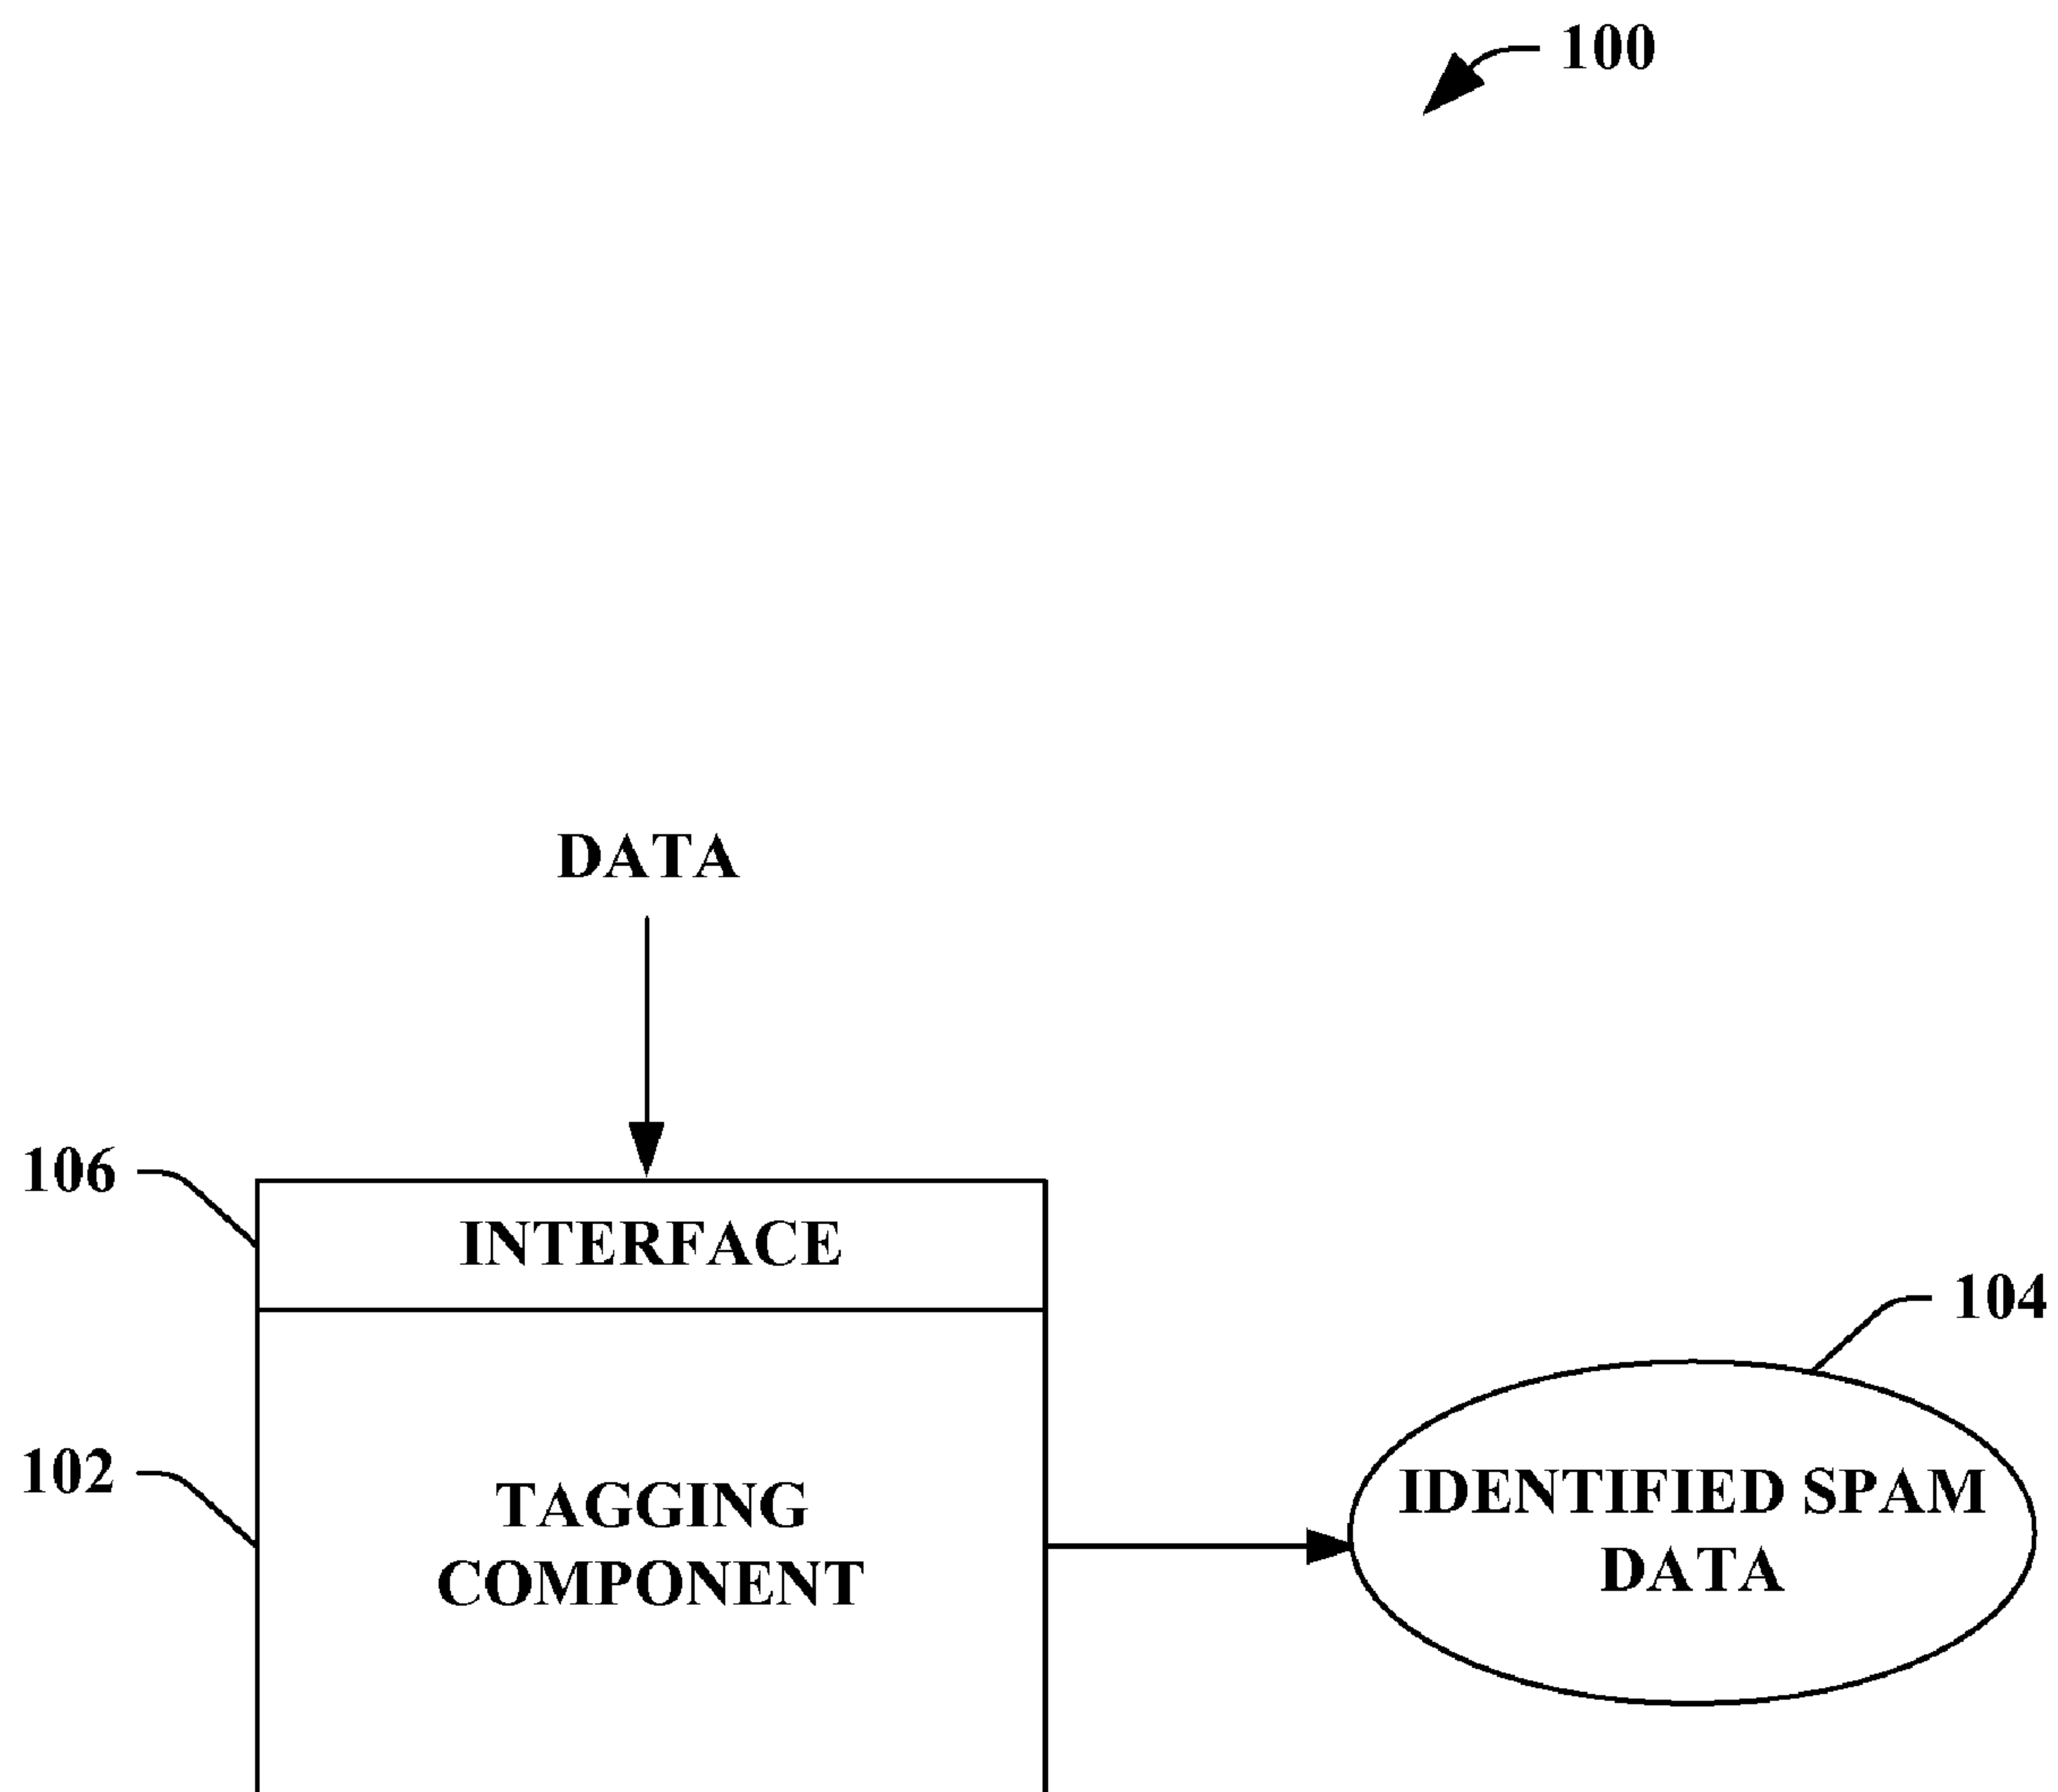 100
DATA
106
INTERFACE
104
102
TAGGING
COMPONENT
IDENTIFIED SPAM
DATA